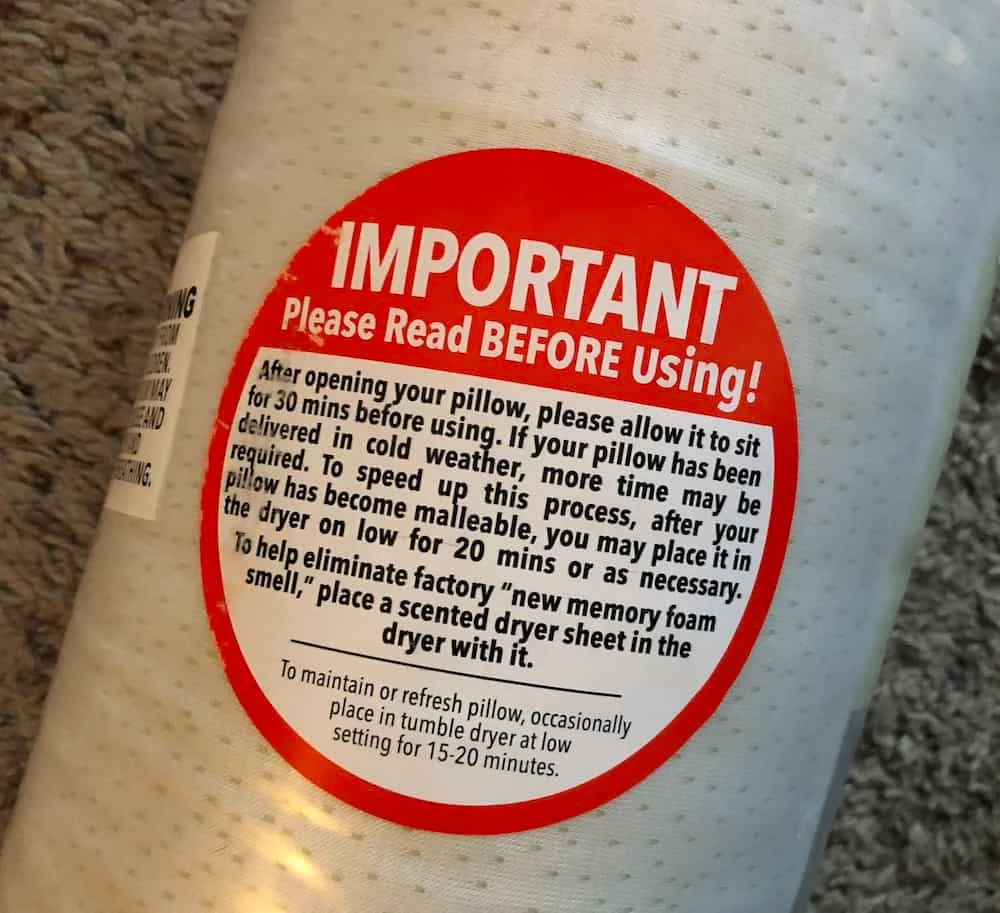 IMPORTANT
Please Read BEFORE Using!
After opening your pillow, please allow it to sit
for 30 mins before using. If your pillow has been
delivered in cold weather, more time may be
required. To speed up this process, after your
pillow has become malleable, you may place it in
the dryer on low for 20 mins or as necessary.
To help eliminate factory “new memory foam
smell,” place a scented dryer sheet in the
dryer with it.
To maintain or refresh pillow, occasionally
place in tumble dryer at low
setting for 15-20 minutes.
MAY
AND